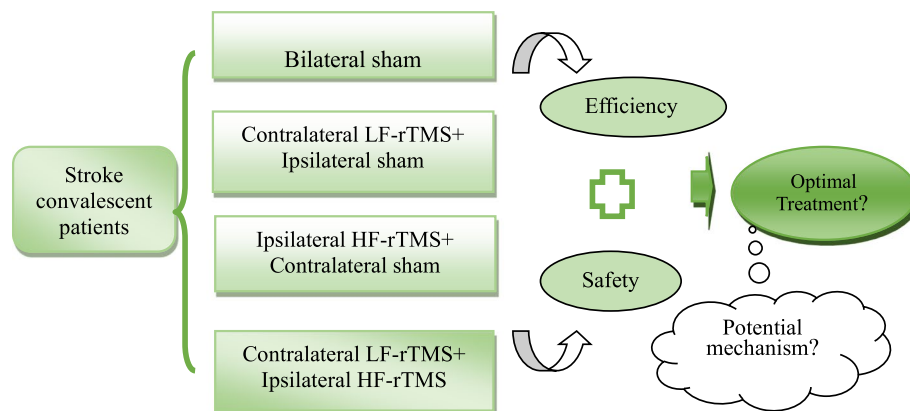 Stroke
convalescent
patients
Bilateral sham
Contralateral LF-rTMS+
Ipsilateral sham
Ipsilateral HF-rTMS+
Contralateral sham
Contralateral LF-rTMS+
Ipsilateral HF-rTMS
Efficiency
Safety
Optimal
Treatment?
Potential
mechanism?